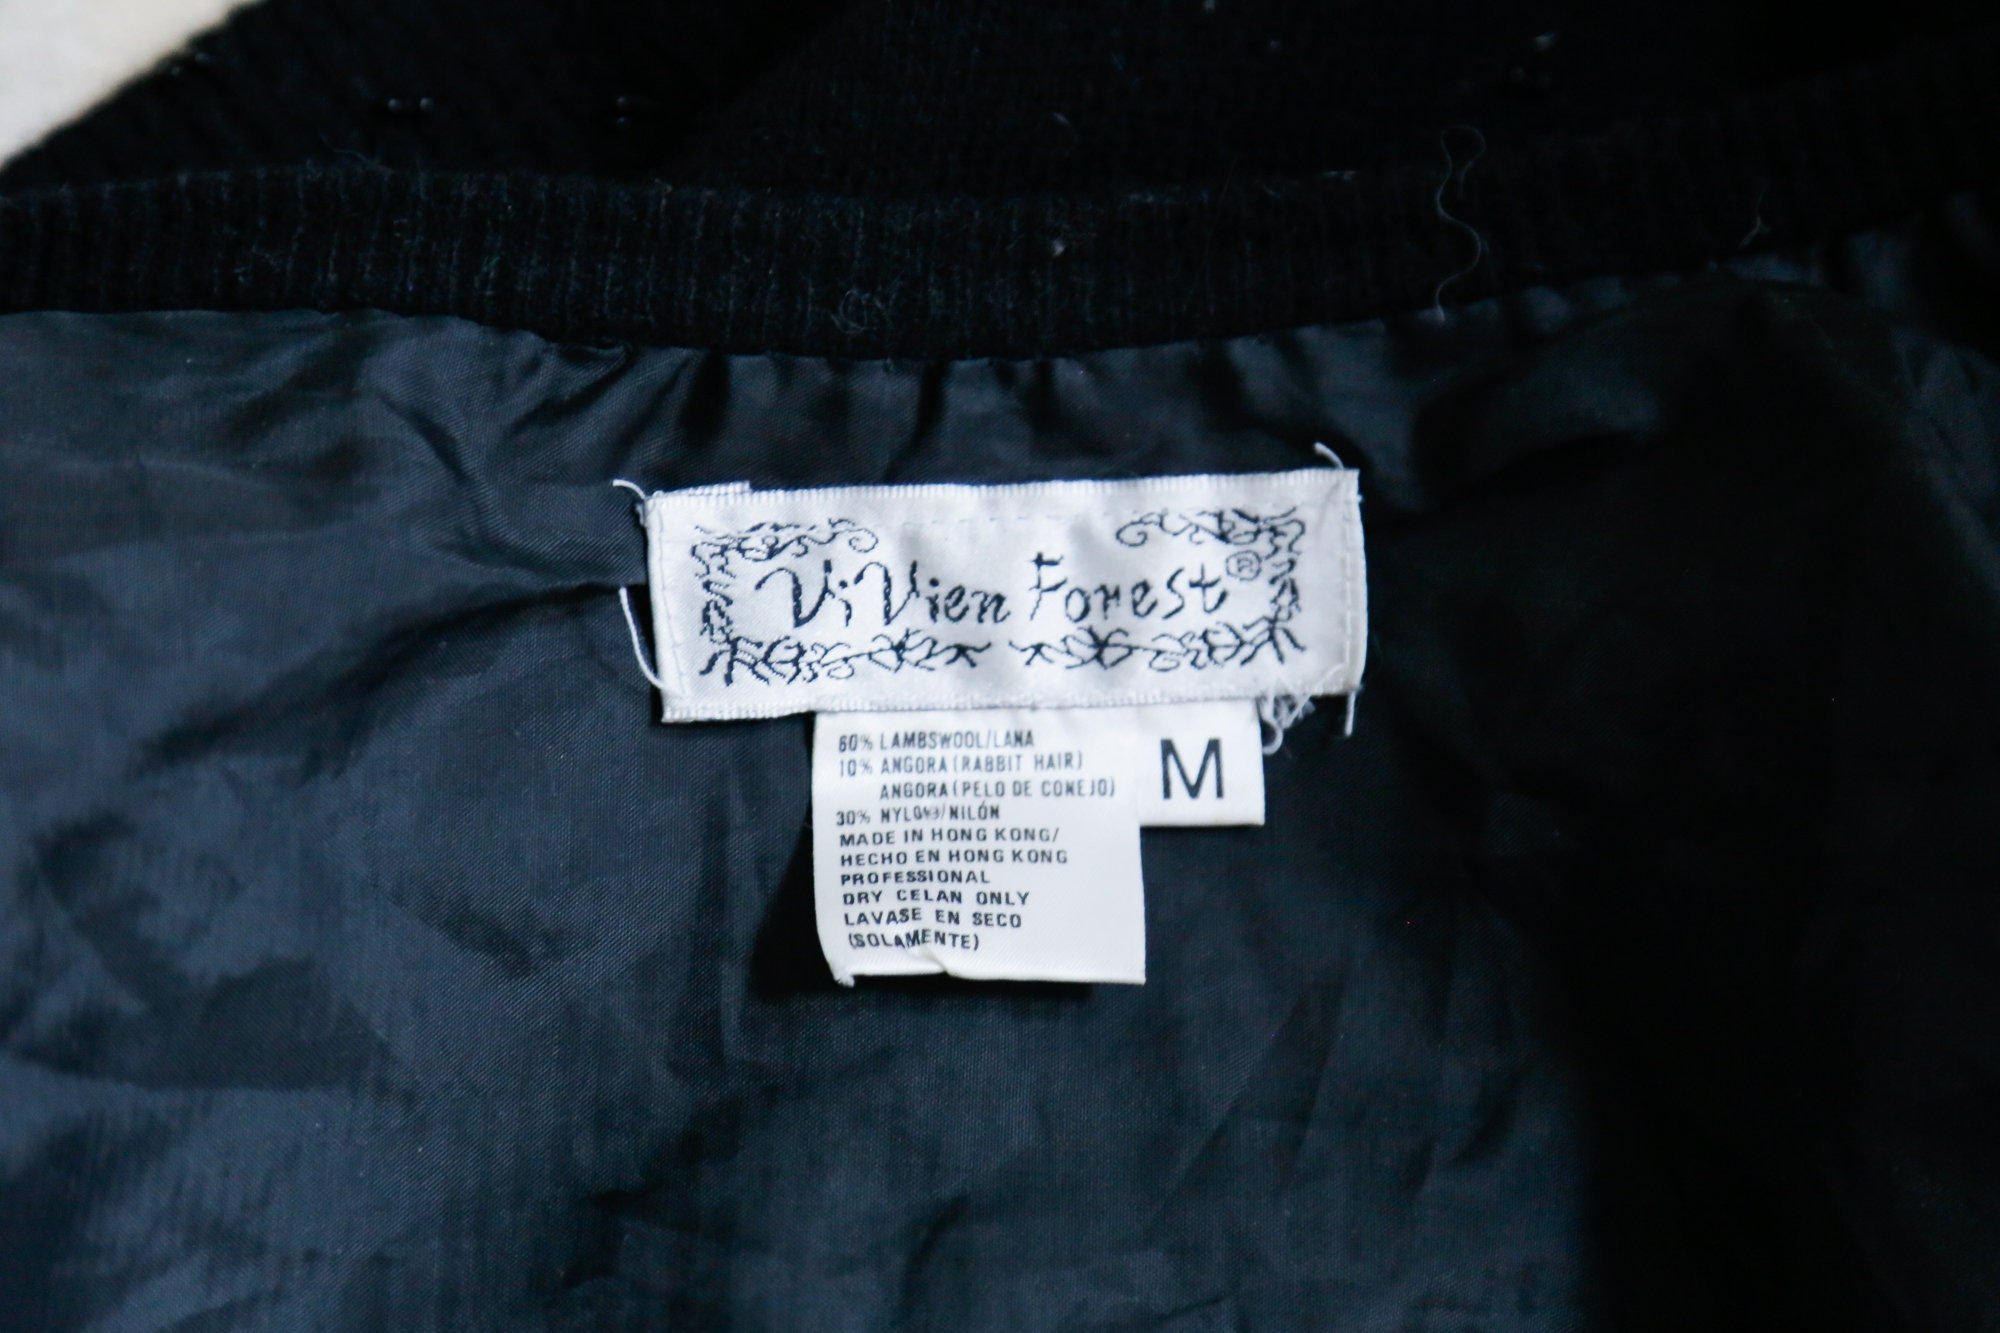 ViVien Forest®
60% LAMBSWOOL/LANA
10% ANGORA (RABBIT HAIR)
ANGORA (PELO DE CONEJO)
30% NYLON/NILÓN
MADE IN HONG KONG/
HECHO EN HONG KONG
PROFESSIONAL
DRY CELAN ONLY
LAVASE EN SECO
(SOLAMENTE)
M